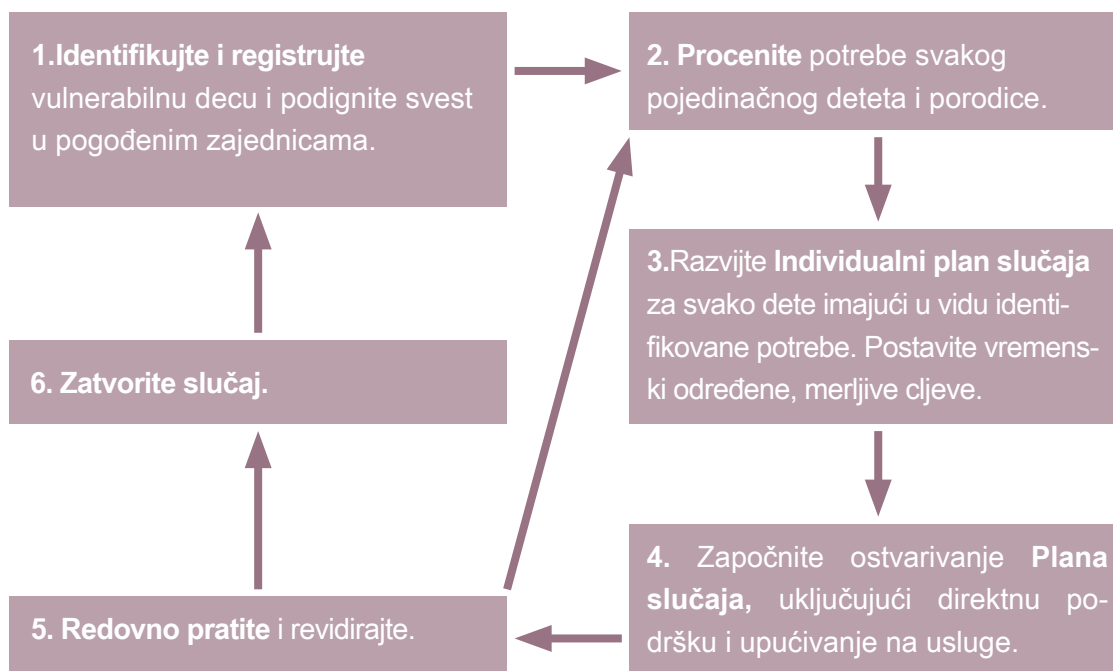 1.Identifikujte i registrujte
vulnerabilnu decu i podignite svest
u pogođenim zajednicama.
2. Procenite potrebe svakog
pojedinačnog deteta i porodice.
3.Razvijte Individualni plan slučaja
za svako dete imajući u vidu identi-
fikovane potrebe. Postavite vremen-
ski određene, merljive cljeve.
4. Započnite ostvarivanje Plana
slučaja, uključujući direktnu po-
dršku i upućivanje na usluge.
5. Redovno pratite i revidirajte.
6. Zatvorite slučaj.